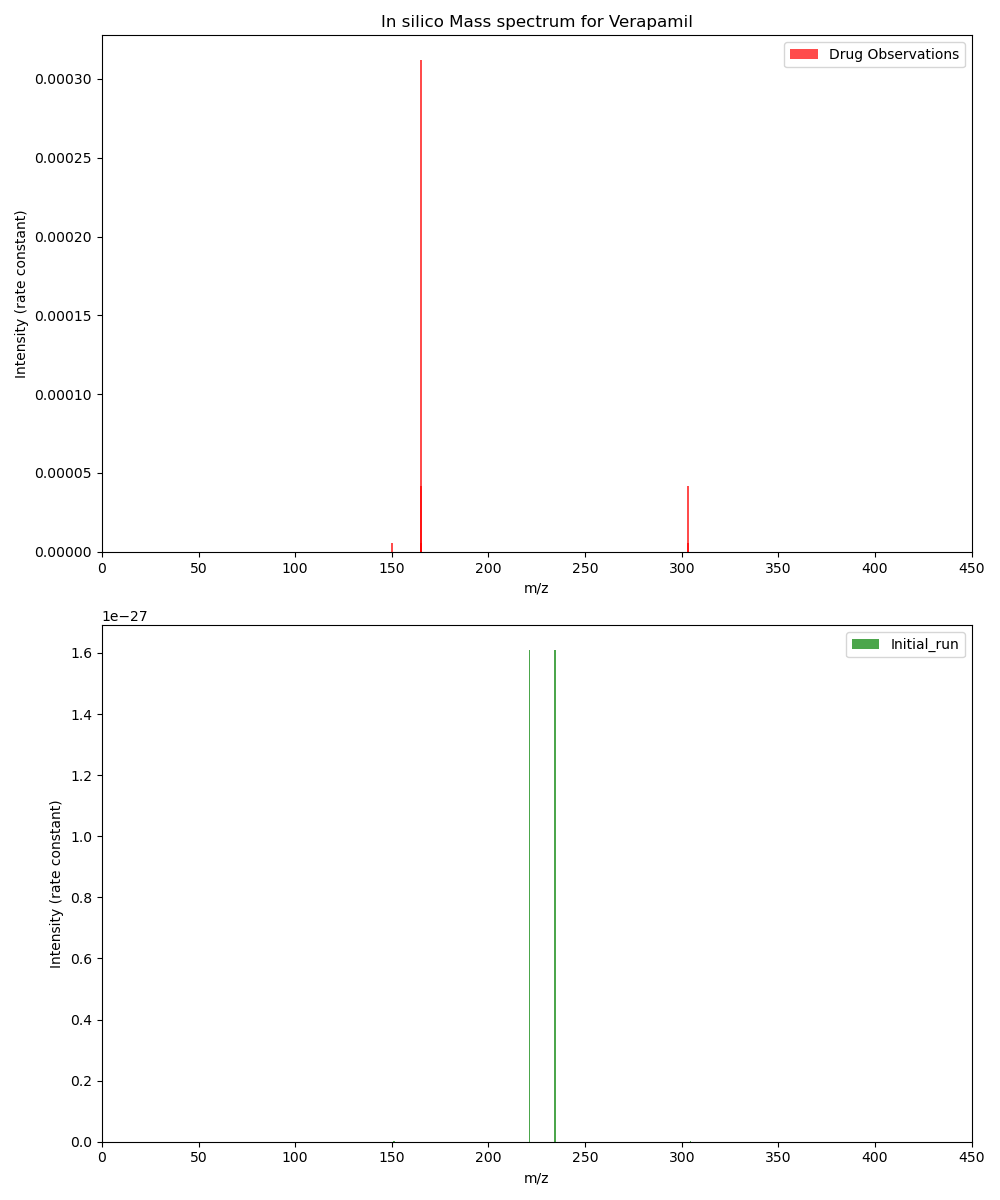 In silico Mass spectrum for Verapamil
Drug Observations
0.00030
0.00025
0.00020
0.00015
0.00010
0.00005
0.00000
Intensity (rate constant)
0 50 100 150 200 250 300 350 400 450
m/z
1e−27
Initial_run
1.6
1.4
1.2
1.0
0.8
0.6
0.4
0.2
0.0
Intensity (rate constant)
0 50 100 150 200 250 300 350 400 450
m/z